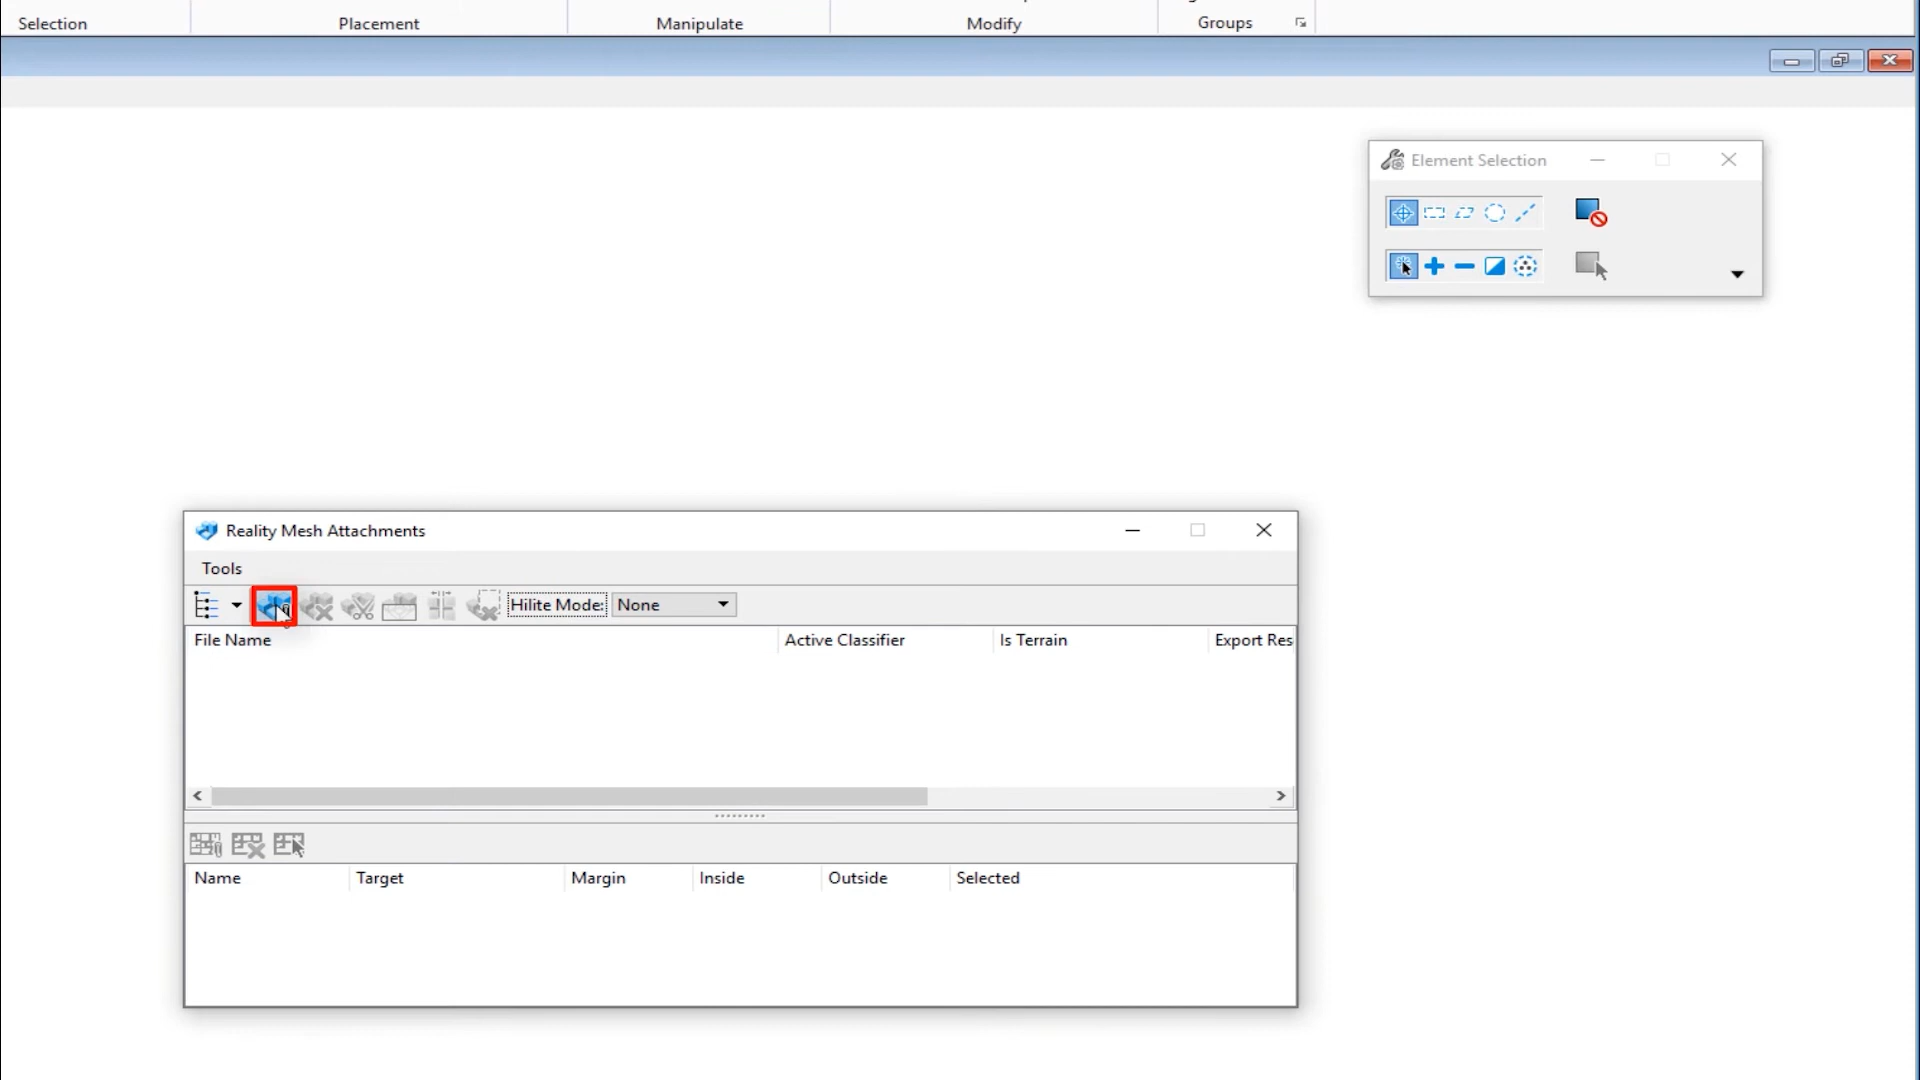 Selection
Placement
Manipulate
Modify
Groups
Element Selection
Reality Mesh Attachments
Tools
Hilite Mode: None
File Name
Active Classifier
Is Terrain
Export Res
Name
Target
Margin
Inside
Outside
Selected